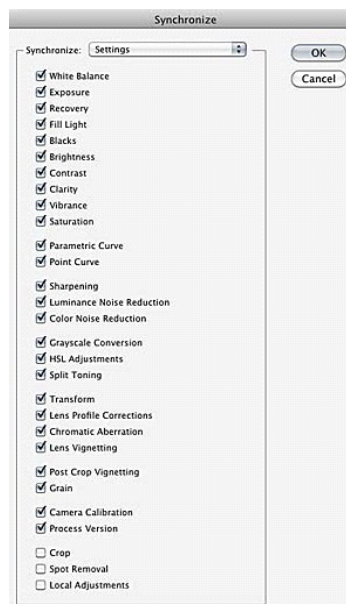 Synchronize
Synchronize: Settings
OK
Cancel
White Balance
Exposure
Recovery
Fill Light
Blacks
Brightness
Contrast
Clarity
Vibrance
Saturation
Parametric Curve
Point Curve
Sharpening
Luminance Noise Reduction
Color Noise Reduction
Grayscale Conversion
HSL Adjustments
Split Toning
Transform
Lens Profile Corrections
Chromatic Aberration
Lens Vignetting
Post Crop Vignetting
Grain
Camera Calibration
Process Version
Crop
Spot Removal
Local Adjustments